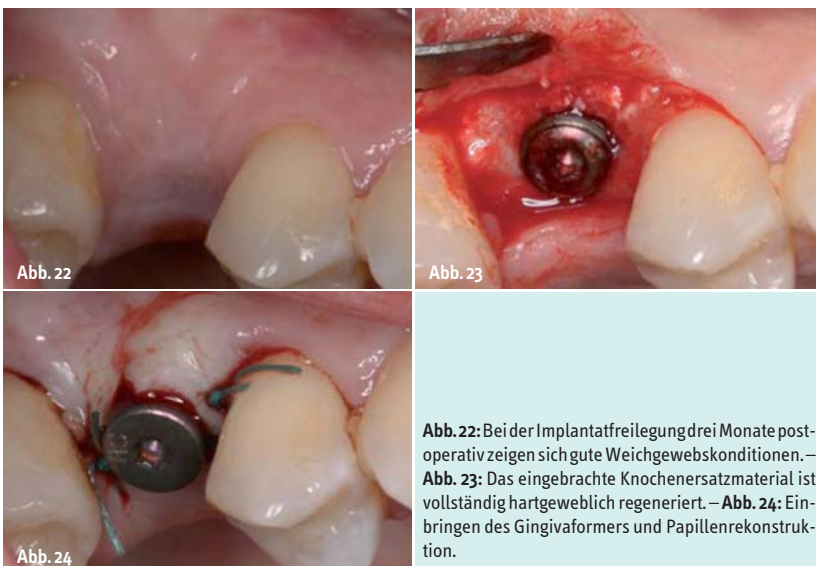 Abb. 22
Abb. 23
Abb. 24
Abb. 22: Bei der Implantatfreilegung drei Monate post-
operativ zeigen sich gute Weichgewebskonditionen. –
Abb. 23: Das eingebrachte Knochenersatzmaterial ist
vollständig hartgeweblich regeneriert. – Abb. 24: Ein-
bringen des Gingivaformers und Papillenrekonstruk-
tion.